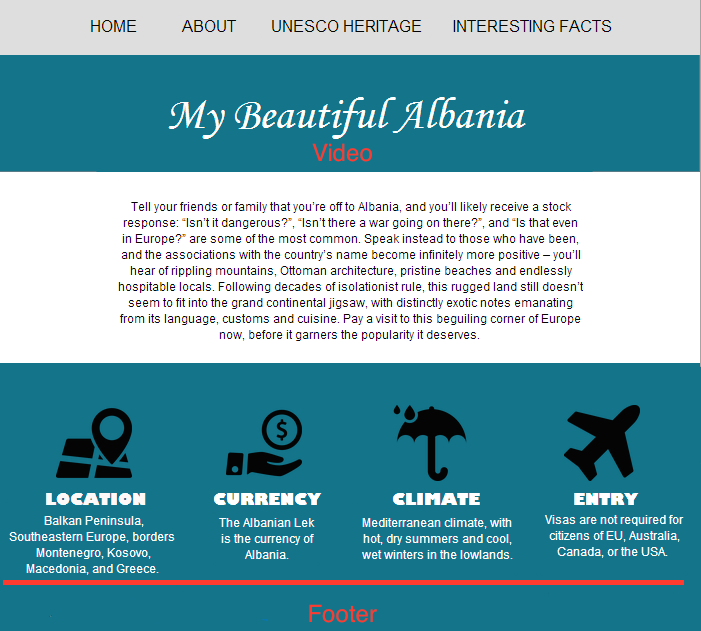 HOME ABOUT UNESCO HERITAGE INTERESTING FACTS
My Beautiful Albania
Video
Tell your friends or family that you’re off to Albania, and you’ll likely receive a stock
response: “Isn’t it dangerous?”, “Isn’t there a war going on there?”, and “Is that even
in Europe?” are some of the most common. Speak instead to those who have been,
and the associations with the country’s name become infinitely more positive – you’ll
hear of rippling mountains, Ottoman architecture, pristine beaches and endlessly
hospitable locals. Following decades of isolationist rule, this rugged land still doesn’t
seem to fit into the grand continental jigsaw, with distinctly exotic notes emanating
from its language, customs and cuisine. Pay a visit to this beguiling corner of Europe
now, before it garners the popularity it deserves.
$
LOCATION
Balkan Peninsula,
Southeastern Europe, borders
Montenegro, Kosovo,
Macedonia, and Greece.
CURRENCY
The Albanian Lek
is the currency of
Albania.
CLIMATE
Mediterranean climate, with
hot, dry summers and cool,
wet winters in the lowlands.
ENTRY
Visas are not required for
citizens of EU, Australia,
Canada, or the USA.
Footer